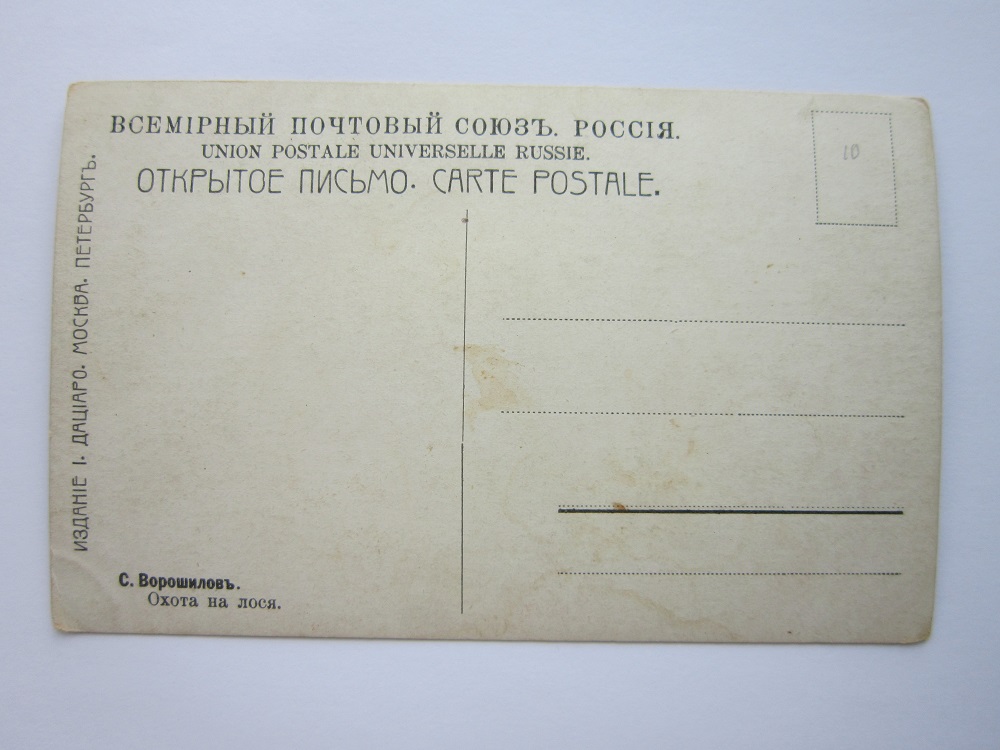 ВСЕМІРНЫЙ ПОЧТОВЫЙ СОЮЗЪ. РОССІЯ.
UNION POSTALE UNIVERSELLE RUSSIE.
ОТКРЫТОЕ ПИСЬМО. CARTE POSTALE.
10
ИЗДАНІЕ І. ДАЦІАРО. МОСКВА. ПЕТЕРБУРГЪ.
С. Ворошиловъ.
Охота на лося.